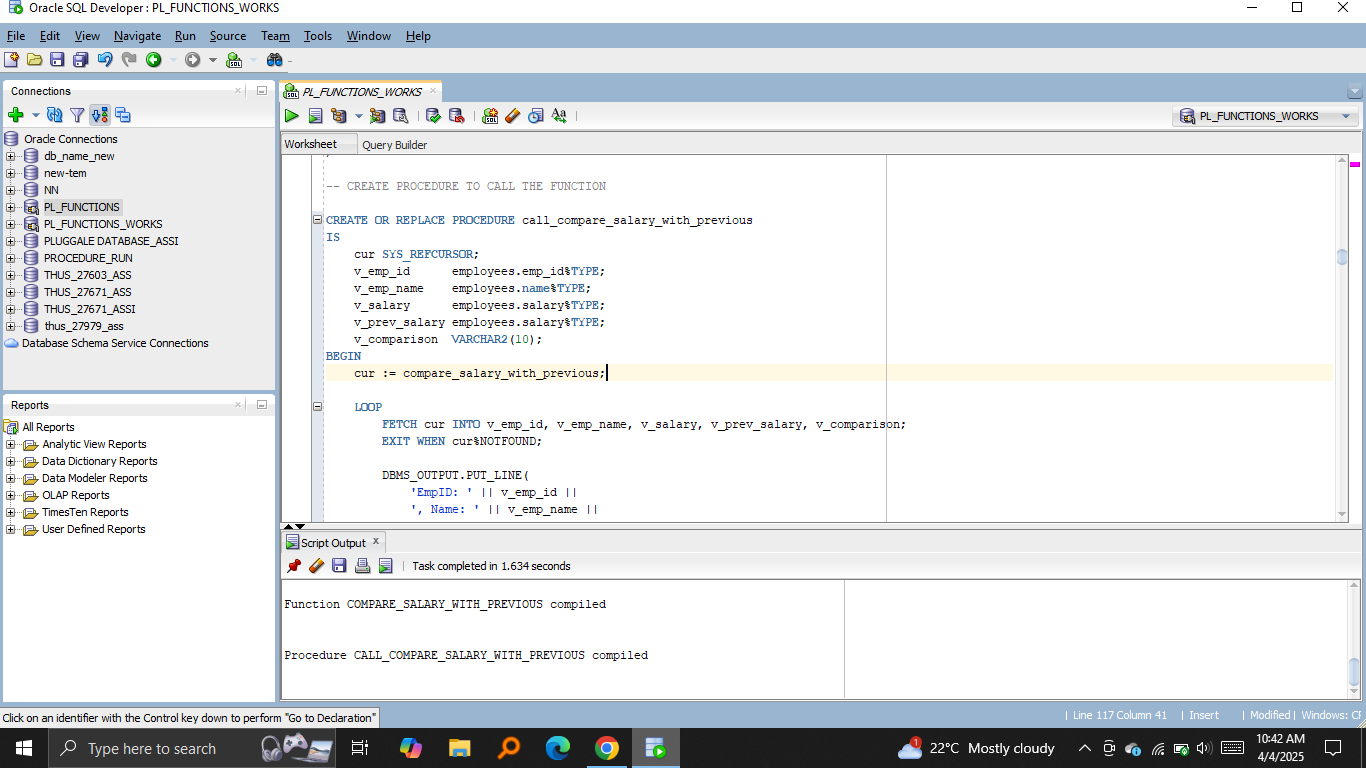 Oracle SQL Developer : PL_FUNCTIONS_WORKS
File Edit View Navigate Run Source Team Tools Window Help
Connections
Oracle Connections
db_name_new
new-tem
NN
PL_FUNCTIONS
PL_FUNCTIONS_WORKS
PLUGGALE DATABASE_ASSI
PROCEDURE_RUN
THUS_27603_ASS
THUS_27671_ASS
THUS_27671_ASSI
thus_27979_ass
Database Schema Service Connections
Reports
All Reports
Analytic View Reports
Data Dictionary Reports
Data Modeler Reports
OLAP Reports
TimesTen Reports
User Defined Reports
PL_FUNCTIONS_WORKS
PL_FUNCTIONS_WORKS
Worksheet Query Builder
-- CREATE PROCEDURE TO CALL THE FUNCTION
CREATE OR REPLACE PROCEDURE call_compare_salary_with_previous
IS
cur SYS_REFCURSOR;
v_emp_id employees.emp_id%TYPE;
v_emp_name employees.name%TYPE;
v_salary employees.salary%TYPE;
v_prev_salary employees.salary%TYPE;
v_comparison VARCHAR2(10);
BEGIN
cur := compare_salary_with_previous;
LOOP
FETCH cur INTO v_emp_id, v_emp_name, v_salary, v_prev_salary, v_comparison;
EXIT WHEN cur%NOTFOUND;
DBMS_OUTPUT.PUT_LINE(
'EmpID: ' || v_emp_id ||
', Name: ' || v_emp_name ||
Script Output
Task completed in 1.634 seconds
Function COMPARE_SALARY_WITH_PREVIOUS compiled
Procedure CALL_COMPARE_SALARY_WITH_PREVIOUS compiled
Click on an identifier with the Control key down to perform "Go to Declaration"
Line 117 Column 41 Insert Modified Windows: CF
Type here to search
22°C Mostly cloudy
10:42 AM
4/4/2025